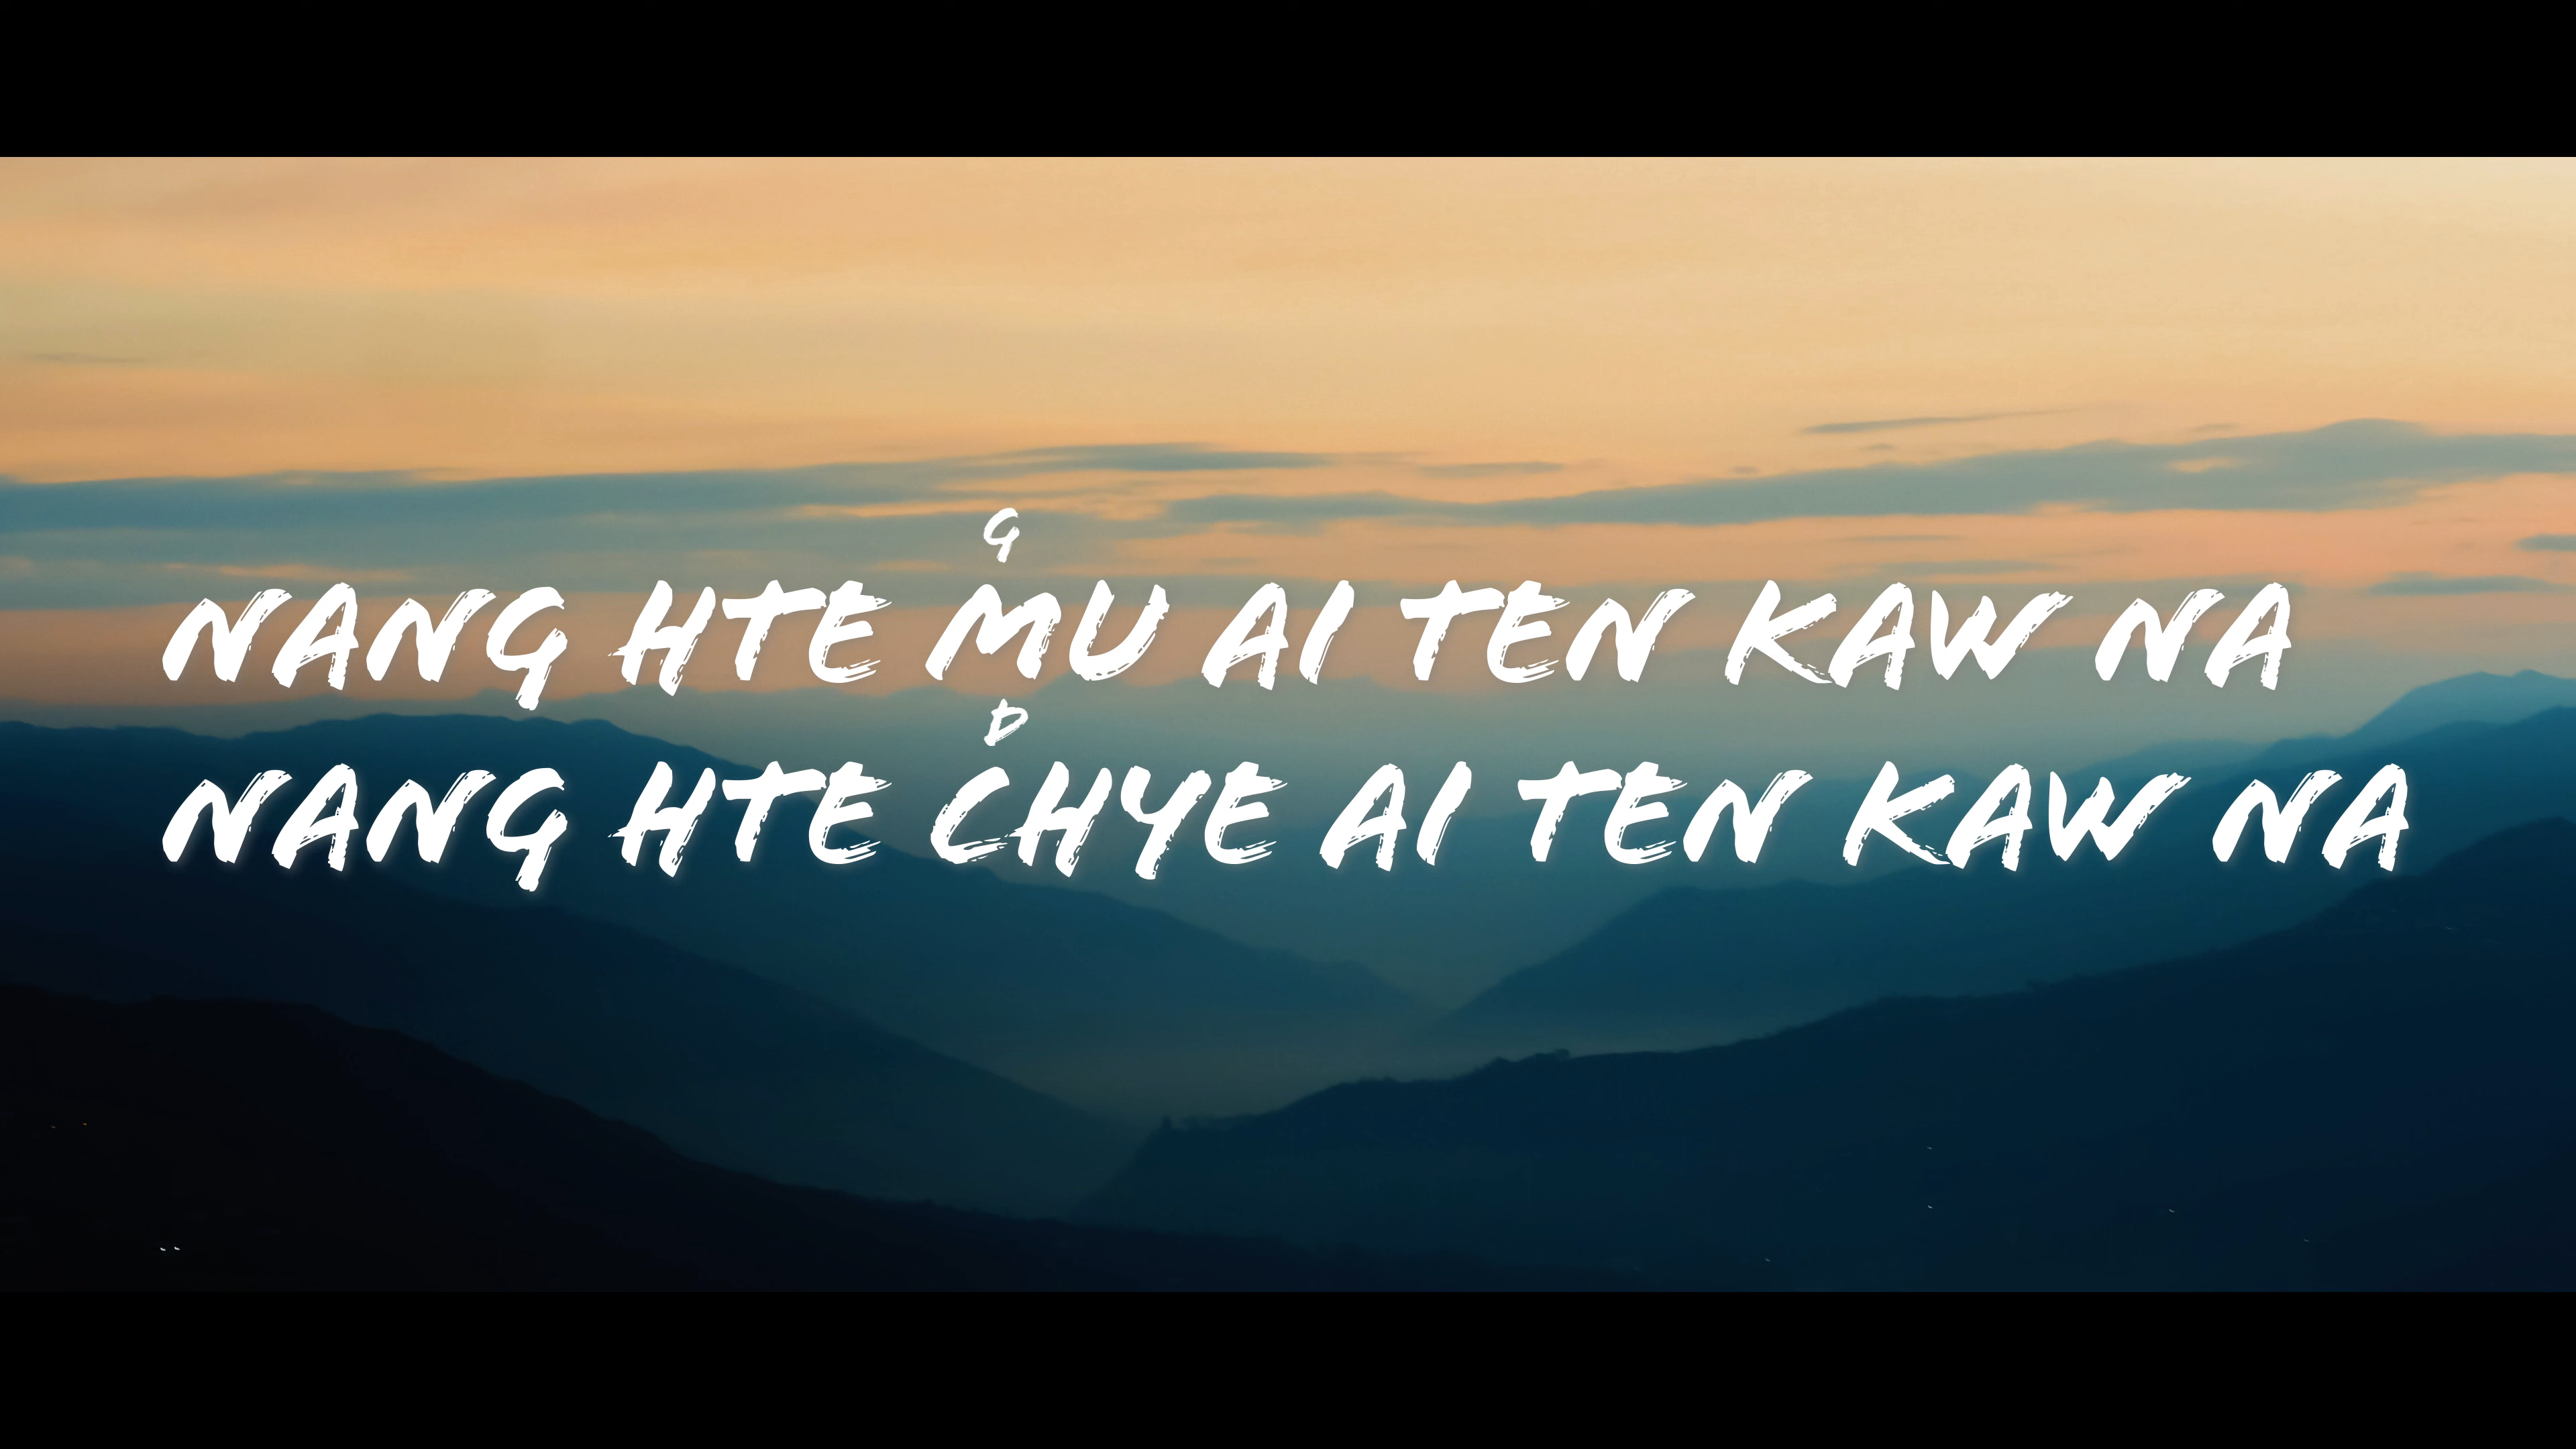 G
NANG HTE MU AI TEN KAW NA
D
NANG HTE CHYE AI TEN KAW NA